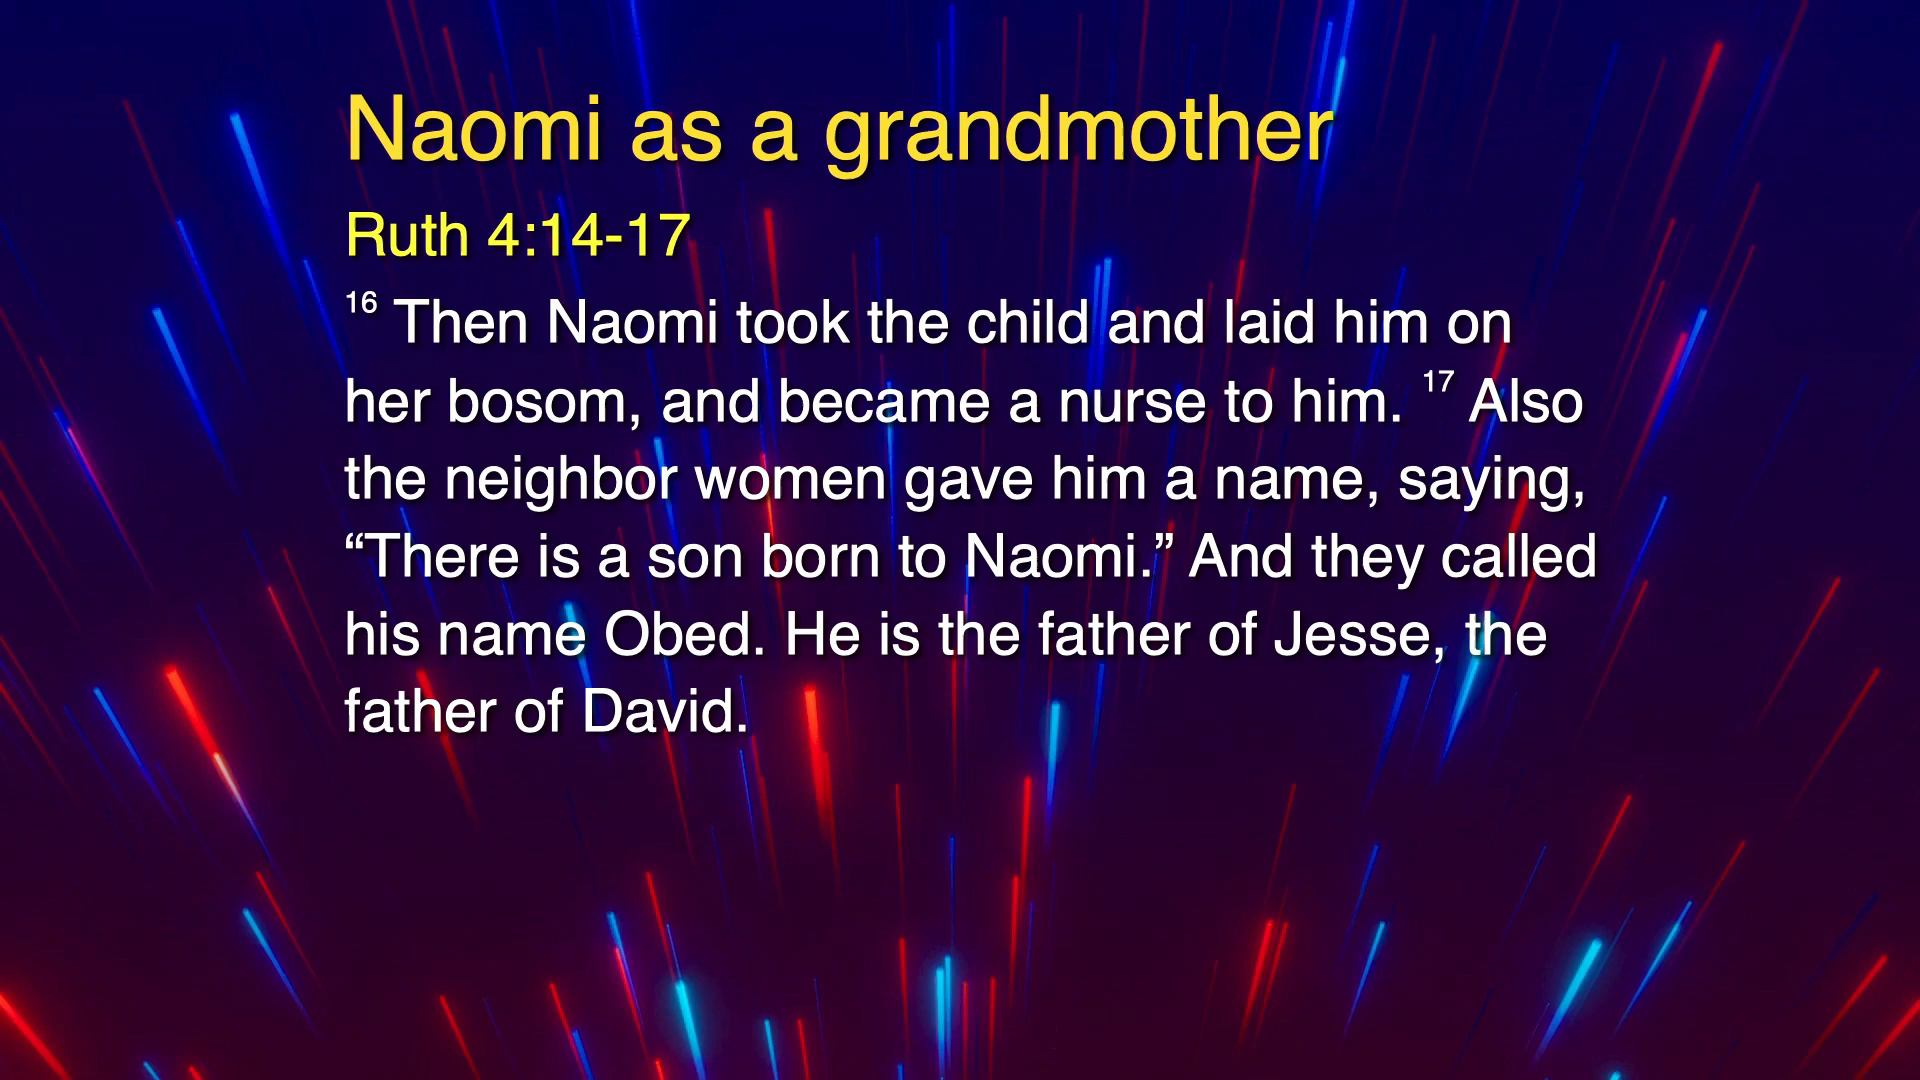 Naomi as a grandmother
Ruth 4:14-17
16 Then Naomi took the child and laid him on
her bosom, and became a nurse to him. 17 Also
the neighbor women gave him a name, saying,
“There is a son born to Naomi.” And they called
his name Obed. He is the father of Jesse, the
father of David.